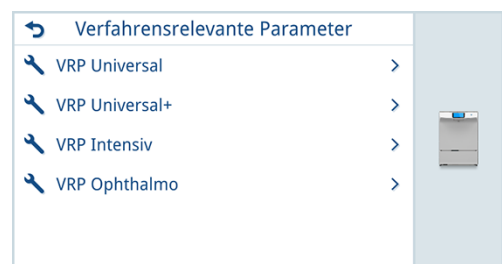 Verfahrensrelevante Parameter
VRP Universal
VRP Universal+
VRP Intensiv
VRP Ophthalmo